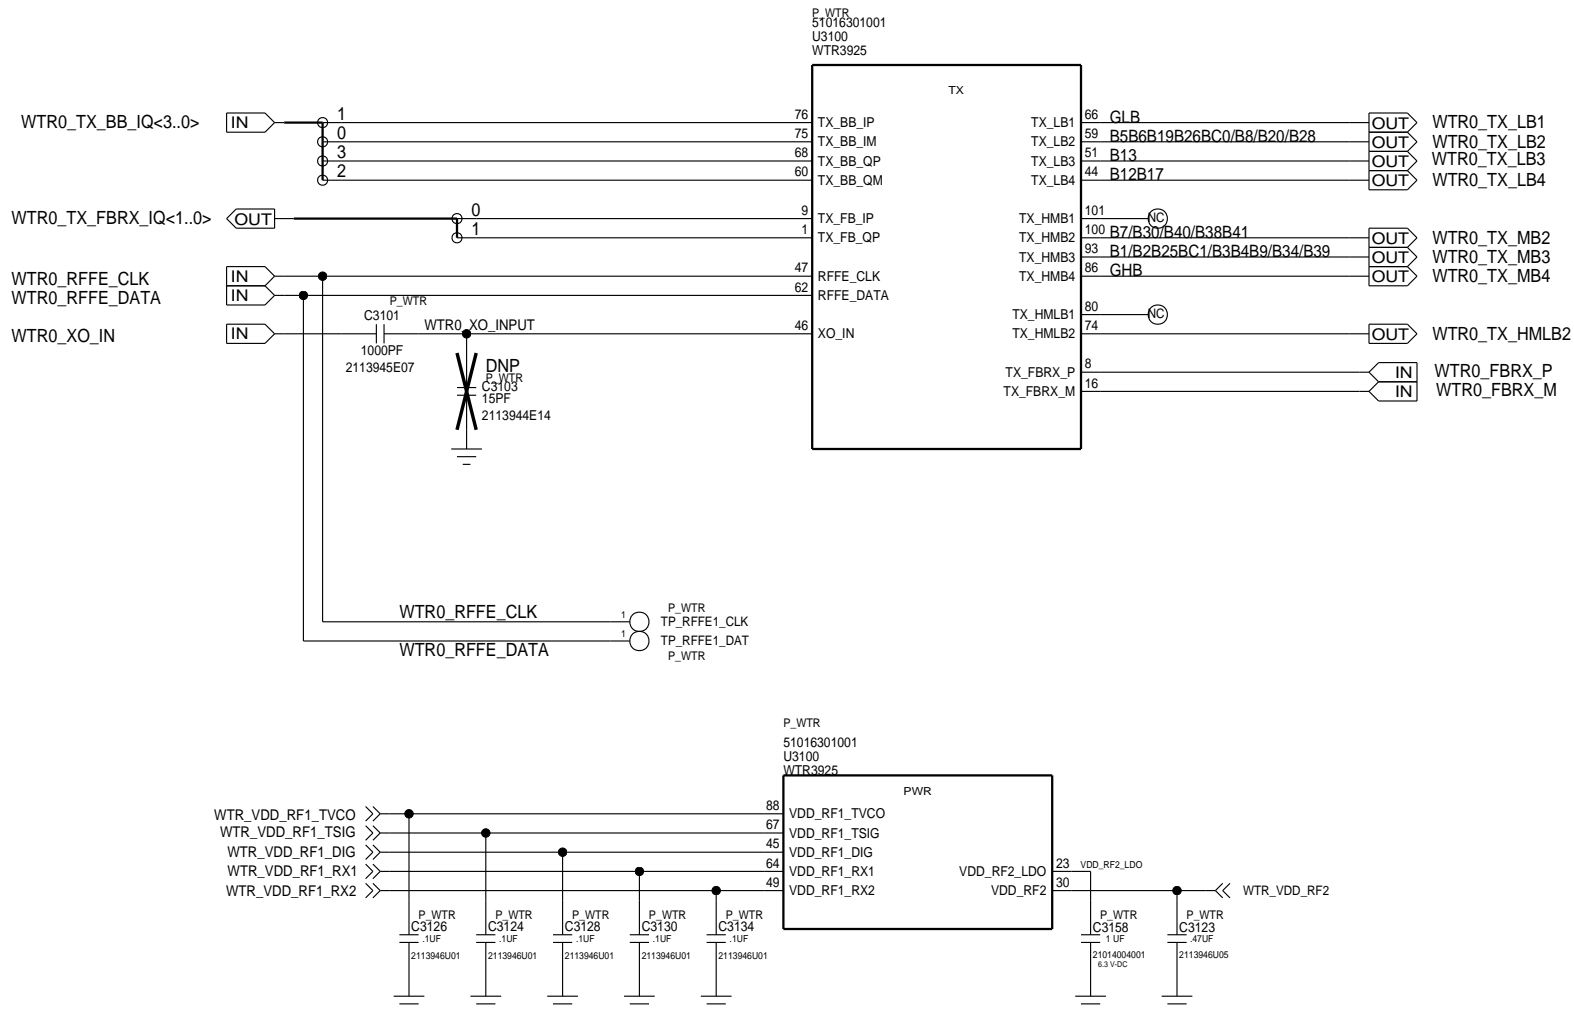 P_WTR
51016301001
U3100
WTR3925
TX
WTR0_TX_BB_IQ<3..0>
IN
1
76
TX_BB_IP
0
75
TX_BB_IM
3
68
TX_BB_QP
2
60
TX_BB_QM
WTR0_TX_FBRX_IQ<1..0>
OUT
0
9
TX_FB_IP
1
1
TX_FB_QP
WTR0_RFFE_CLK
IN
47
RFFE_CLK
WTR0_RFFE_DATA
IN
62
RFFE_DATA
WTR0_XO_IN
IN
P_WTR
C3101
1000PF
2113945E07
WTR0_XO_INPUT
46
XO_IN
DNP
P_WTR
C3103
15PF
2113944E14
TX_LB1
66
GLB
OUT
WTR0_TX_LB1
TX_LB2
59
B5B6B19B26BC0/B8/B20/B28
OUT
WTR0_TX_LB2
TX_LB3
51
B13
OUT
WTR0_TX_LB3
TX_LB4
44
B12B17
OUT
WTR0_TX_LB4
TX_HMB1
101
NC
TX_HMB2
100
B7/B30/B40/B38B41
OUT
WTR0_TX_MB2
TX_HMB3
93
B1/B2B25BC1/B3B4B9/B34/B39
OUT
WTR0_TX_MB3
TX_HMB4
86
GHB
OUT
WTR0_TX_MB4
TX_HMLB1
80
NC
TX_HMLB2
74
OUT
WTR0_TX_HMLB2
TX_FBRX_P
8
IN
WTR0_FBRX_P
TX_FBRX_M
16
IN
WTR0_FBRX_M
WTR0_RFFE_CLK
1
P_WTR
TP_RFFE1_CLK
WTR0_RFFE_DATA
1
TP_RFFE1_DAT
P_WTR
P_WTR
51016301001
U3100
WTR3925
PWR
WTR_VDD_RF1_TVCO
88
VDD_RF1_TVCO
WTR_VDD_RF1_TSIG
67
VDD_RF1_TSIG
WTR_VDD_RF1_DIG
45
VDD_RF1_DIG
WTR_VDD_RF1_RX1
64
VDD_RF1_RX1
WTR_VDD_RF1_RX2
49
VDD_RF1_RX2
VDD_RF2_LDO
23
VDD_RF2_LDO
VDD_RF2
30
WTR_VDD_RF2
P_WTR
C3126
.1UF
2113946U01
P_WTR
C3124
.1UF
2113946U01
P_WTR
C3128
.1UF
2113946U01
P_WTR
C3130
.1UF
2113946U01
P_WTR
C3134
.1UF
2113946U01
P_WTR
C3158
1 UF
21014004001
6.3 V-DC
P_WTR
C3123
.47UF
2113946U05